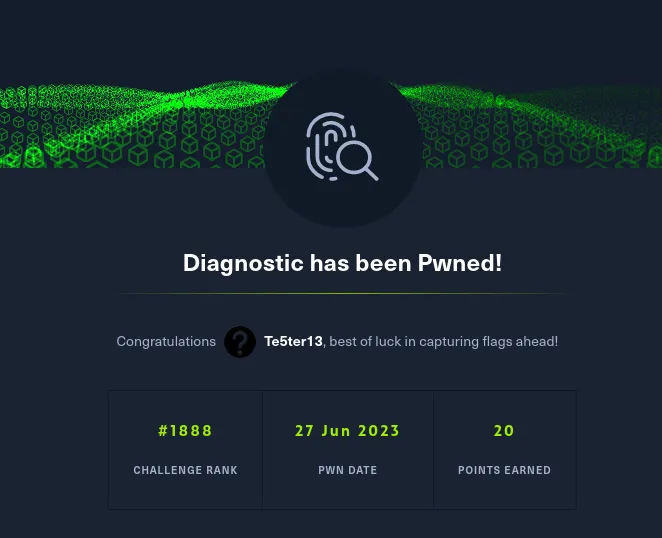 Diagnostic has been Pwned!
Congratulations Te5ter13, best of luck in capturing flags ahead!
#1888 27 Jun 2023 20
CHALLENGE RANK PWN DATE POINTS EARNED